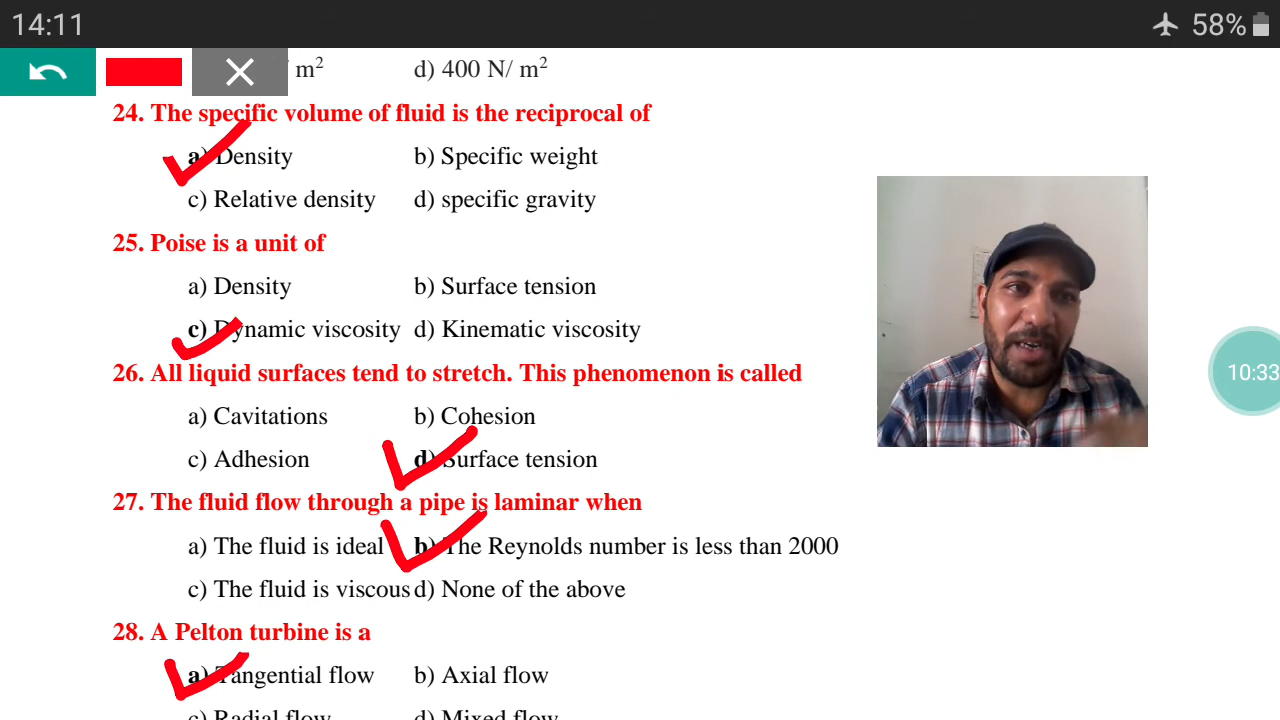 14:11 58%
m² d) 400 N/ m²
24. The specific volume of fluid is the reciprocal of
a) Density b) Specific weight
c) Relative density d) specific gravity
25. Poise is a unit of
a) Density b) Surface tension
c) Dynamic viscosity d) Kinematic viscosity
26. All liquid surfaces tend to stretch. This phenomenon is called
a) Cavitations b) Cohesion
c) Adhesion d) Surface tension
10:33
27. The fluid flow through a pipe is laminar when
a) The fluid is ideal b) The Reynolds number is less than 2000
c) The fluid is viscous d) None of the above
28. A Pelton turbine is a
a) Tangential flow b) Axial flow
c) Radial flow d) Mixed flow